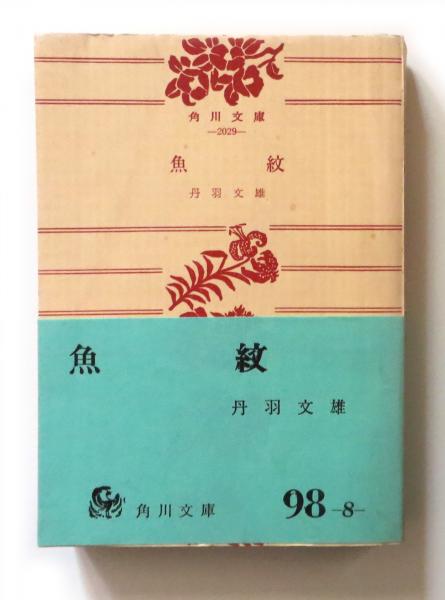 角川文庫
—2029—
魚紋
丹羽文雄
魚紋
丹羽文雄
角川文庫 98-8-